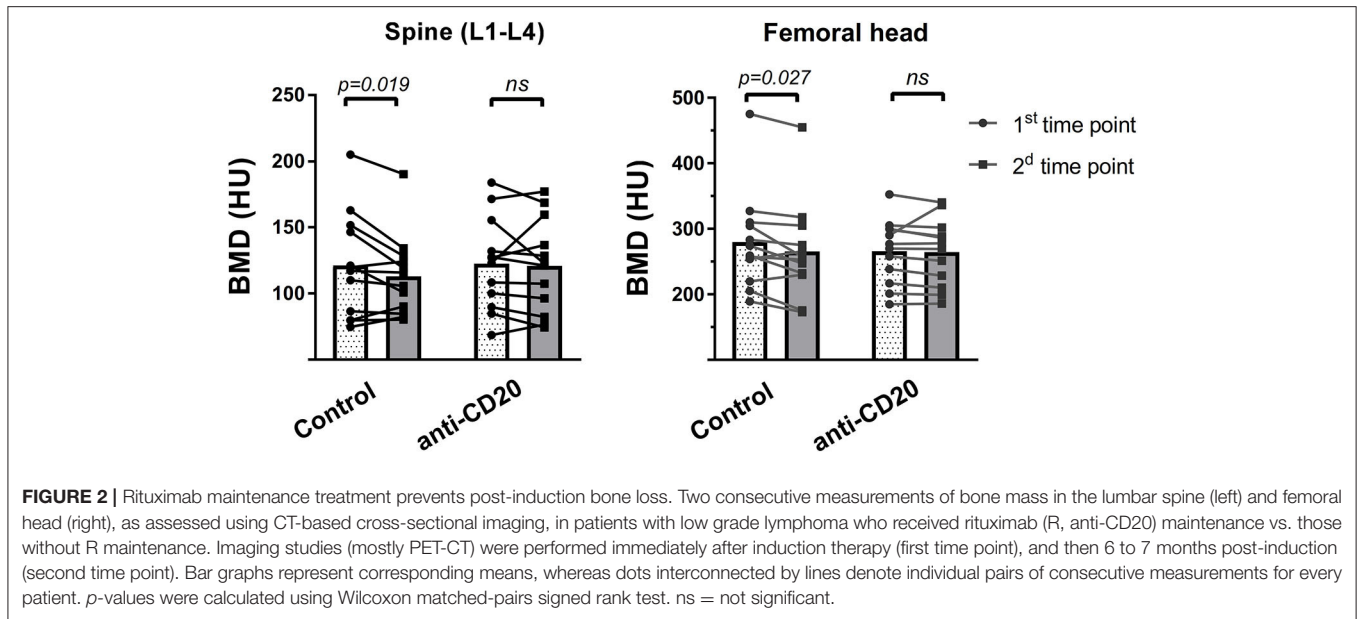 Spine (L1-L4)
Femoral head
p=0.019
ns
p=0.027
ns
250
200
150
100
BMD (HU)
500
400
300
200
BMD (HU)
1st time point
2d time point
Control
anti-CD20
Control
anti-CD20
FIGURE 2 | Rituximab maintenance treatment prevents post-induction bone loss. Two consecutive measurements of bone mass in the lumbar spine (left) and femoral
head (right), as assessed using CT-based cross-sectional imaging, in patients with low grade lymphoma who received rituximab (R, anti-CD20) maintenance vs. those
without R maintenance. Imaging studies (mostly PET-CT) were performed immediately after induction therapy (first time point), and then 6 to 7 months post-induction
(second time point). Bar graphs represent corresponding means, whereas dots interconnected by lines denote individual pairs of consecutive measurements for every
patient. p-values were calculated using Wilcoxon matched-pairs signed rank test. ns = not significant.